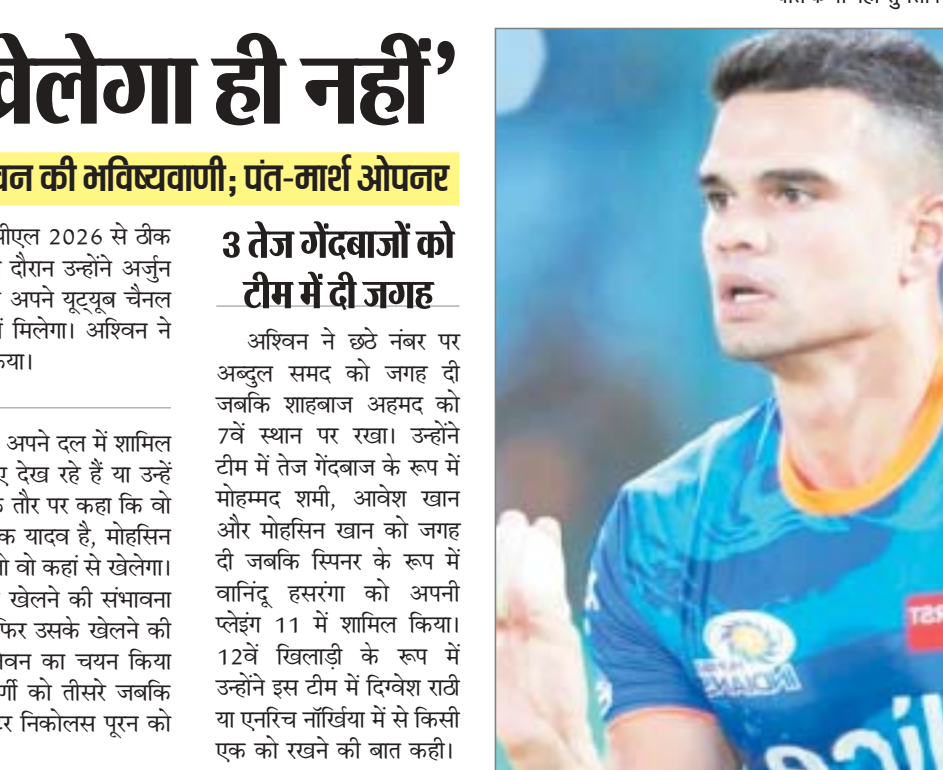 खेलेगा ही नहीं’
वन की भविष्यवाणी; पंत-मार्श ओपनर
2026 से ठीक
दौरान उन्होंने अर्जुन
अपने यूट्यूब चैनल
मिलेगा। अश्विन ने
3 तेज गेंदबाजों को
टीम में दी जगह
अपने दल में शामिल
देख रहे हैं या उन्हें
तौर पर कहा कि वो
यादव है, मोहसिन
वो कहां से खेलेगा।
खेलने की संभावना
फिर उसके खेलने की
का चयन किया
को तीसरे जबकि
निकोलस पूरन को
अश्विन ने छठे नंबर पर
अब्दुल समद को जगह दी
जबकि शाहबाज अहमद को
7वें स्थान पर रखा। उन्होंने
टीम में तेज गेंदबाज के रूप में
मोहम्मद शमी, आवेश खान
और मोहसिन खान को जगह
दी जबकि स्पिनर के रूप में
वानिंदू हसरंगा को अपनी
प्लेइंग 11 में शामिल किया।
12वें खिलाड़ी के रूप में
उन्होंने इस टीम में दिग्वेश राठी
या एनरिच नॉर्खिया में से किसी
एक को रखने की बात कही।
INDIANS